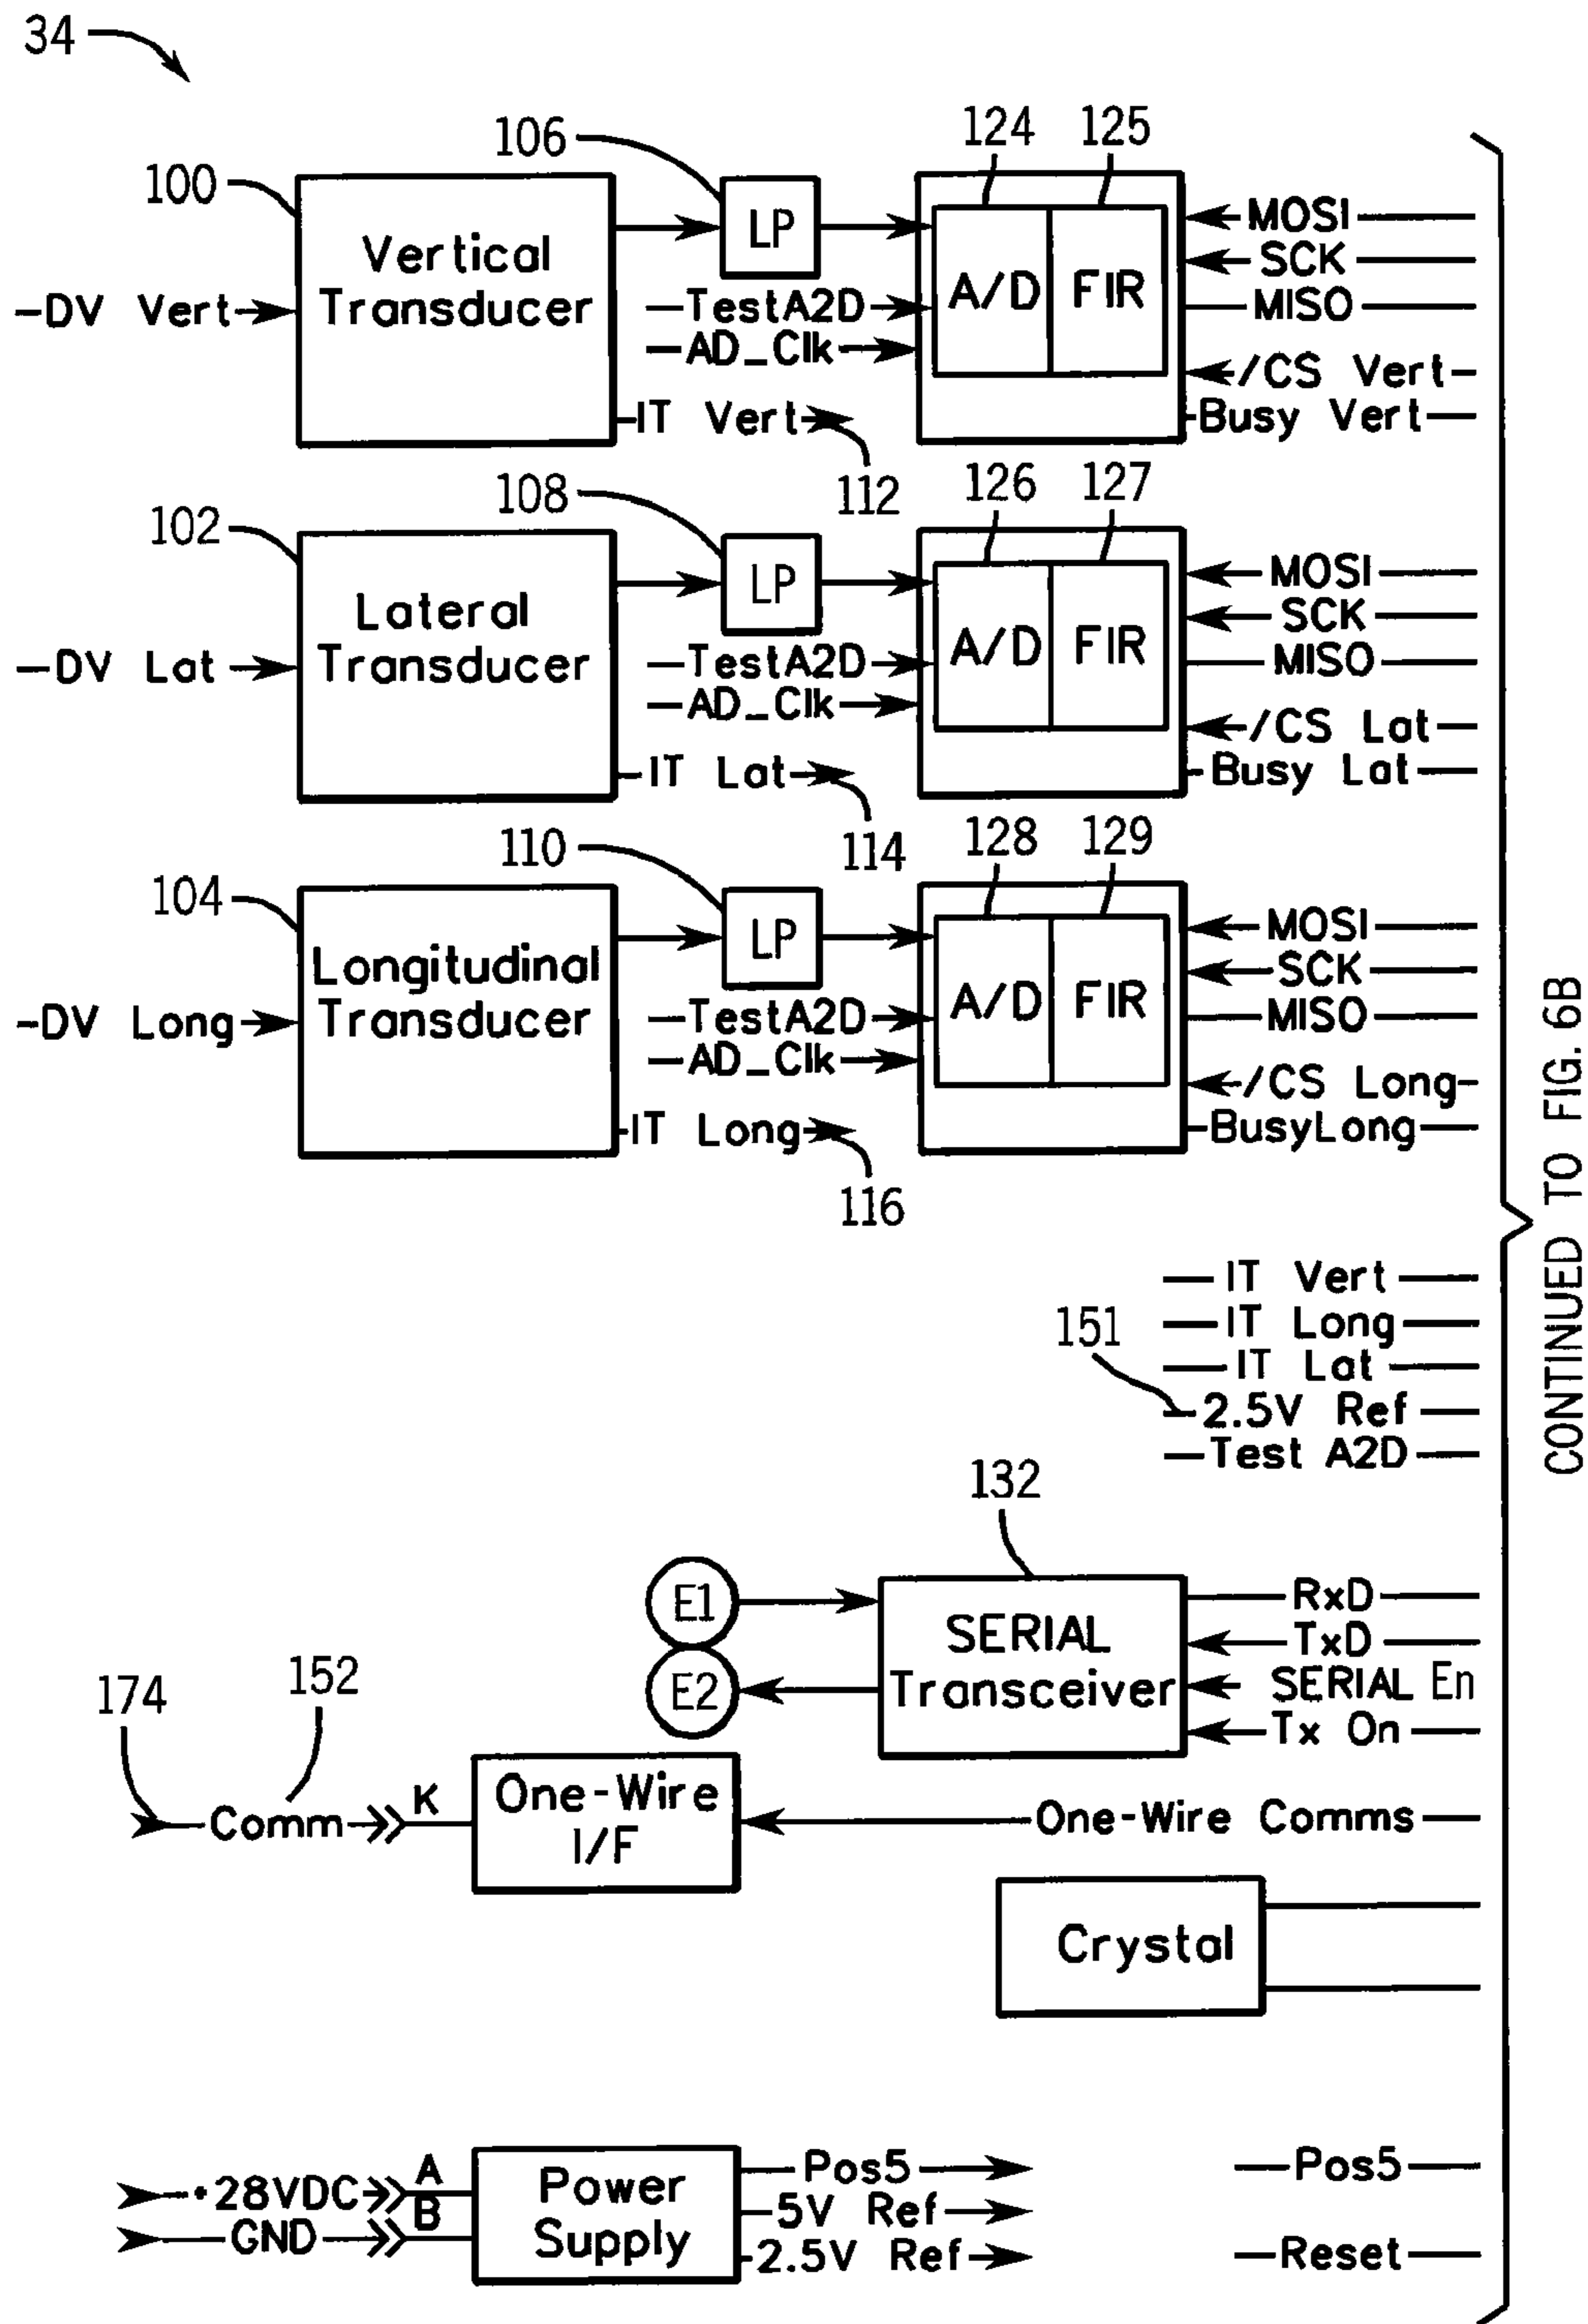 34
106
124 125
100
LP
MOSI
Vertical
Transducer
SCK
A/D FIR
-DV Vert
TestA2D
MISO
AD_Clk
/CS Vert
IT Vert
Busy Vert
112
108
126 127
102
LP
MOSI
Lateral
Transducer
SCK
A/D FIR
-DV Lat
TestA2D
MISO
AD_Clk
/CS Lat
IT Lat
Busy Lat
114
110
128 129
104
LP
MOSI
Longitudinal
Transducer
SCK
A/D FIR
-DV Long
TestA2D
MISO
AD_Clk
/CS Long
IT Long
BusyLong
116
IT Vert
IT Long
151
IT Lat
2.5V Ref
Test A2D
CONTINUED TO FIG. 6B
132
E1
SERIAL
Transceiver
RxD
TxD
E2
SERIAL En
Tx On
174
152
Comm
K
One-Wire
I/F
One-Wire Comms
Crystal
+28VDC
A
GND
B
Power
Supply
Pos5
5V Ref
2.5V Ref
Pos5
Reset